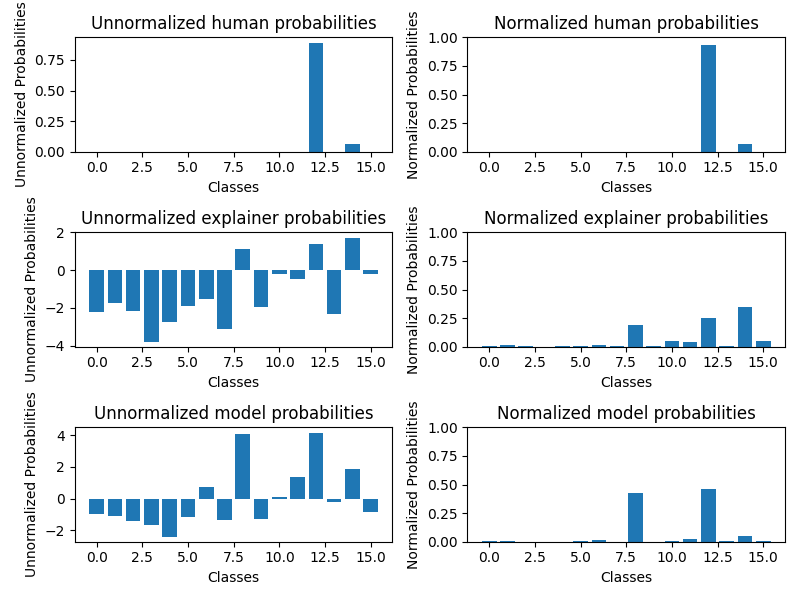 Unnormalized human probabilities
Unnormalized Probabilities
0.75
0.50
0.25
0.00
0.0 2.5 5.0 7.5 10.0 12.5 15.0
Classes
Normalized human probabilities
Normalized Probabilities
1.00
0.75
0.50
0.25
0.00
0.0 2.5 5.0 7.5 10.0 12.5 15.0
Classes
Unnormalized explainer probabilities
Unnormalized Probabilities
2
0
−2
−4
0.0 2.5 5.0 7.5 10.0 12.5 15.0
Classes
Normalized explainer probabilities
Normalized Probabilities
1.00
0.75
0.50
0.25
0.00
0.0 2.5 5.0 7.5 10.0 12.5 15.0
Classes
Unnormalized model probabilities
Unnormalized Probabilities
4
2
0
−2
0.0 2.5 5.0 7.5 10.0 12.5 15.0
Classes
Normalized model probabilities
Normalized Probabilities
1.00
0.75
0.50
0.25
0.00
0.0 2.5 5.0 7.5 10.0 12.5 15.0
Classes